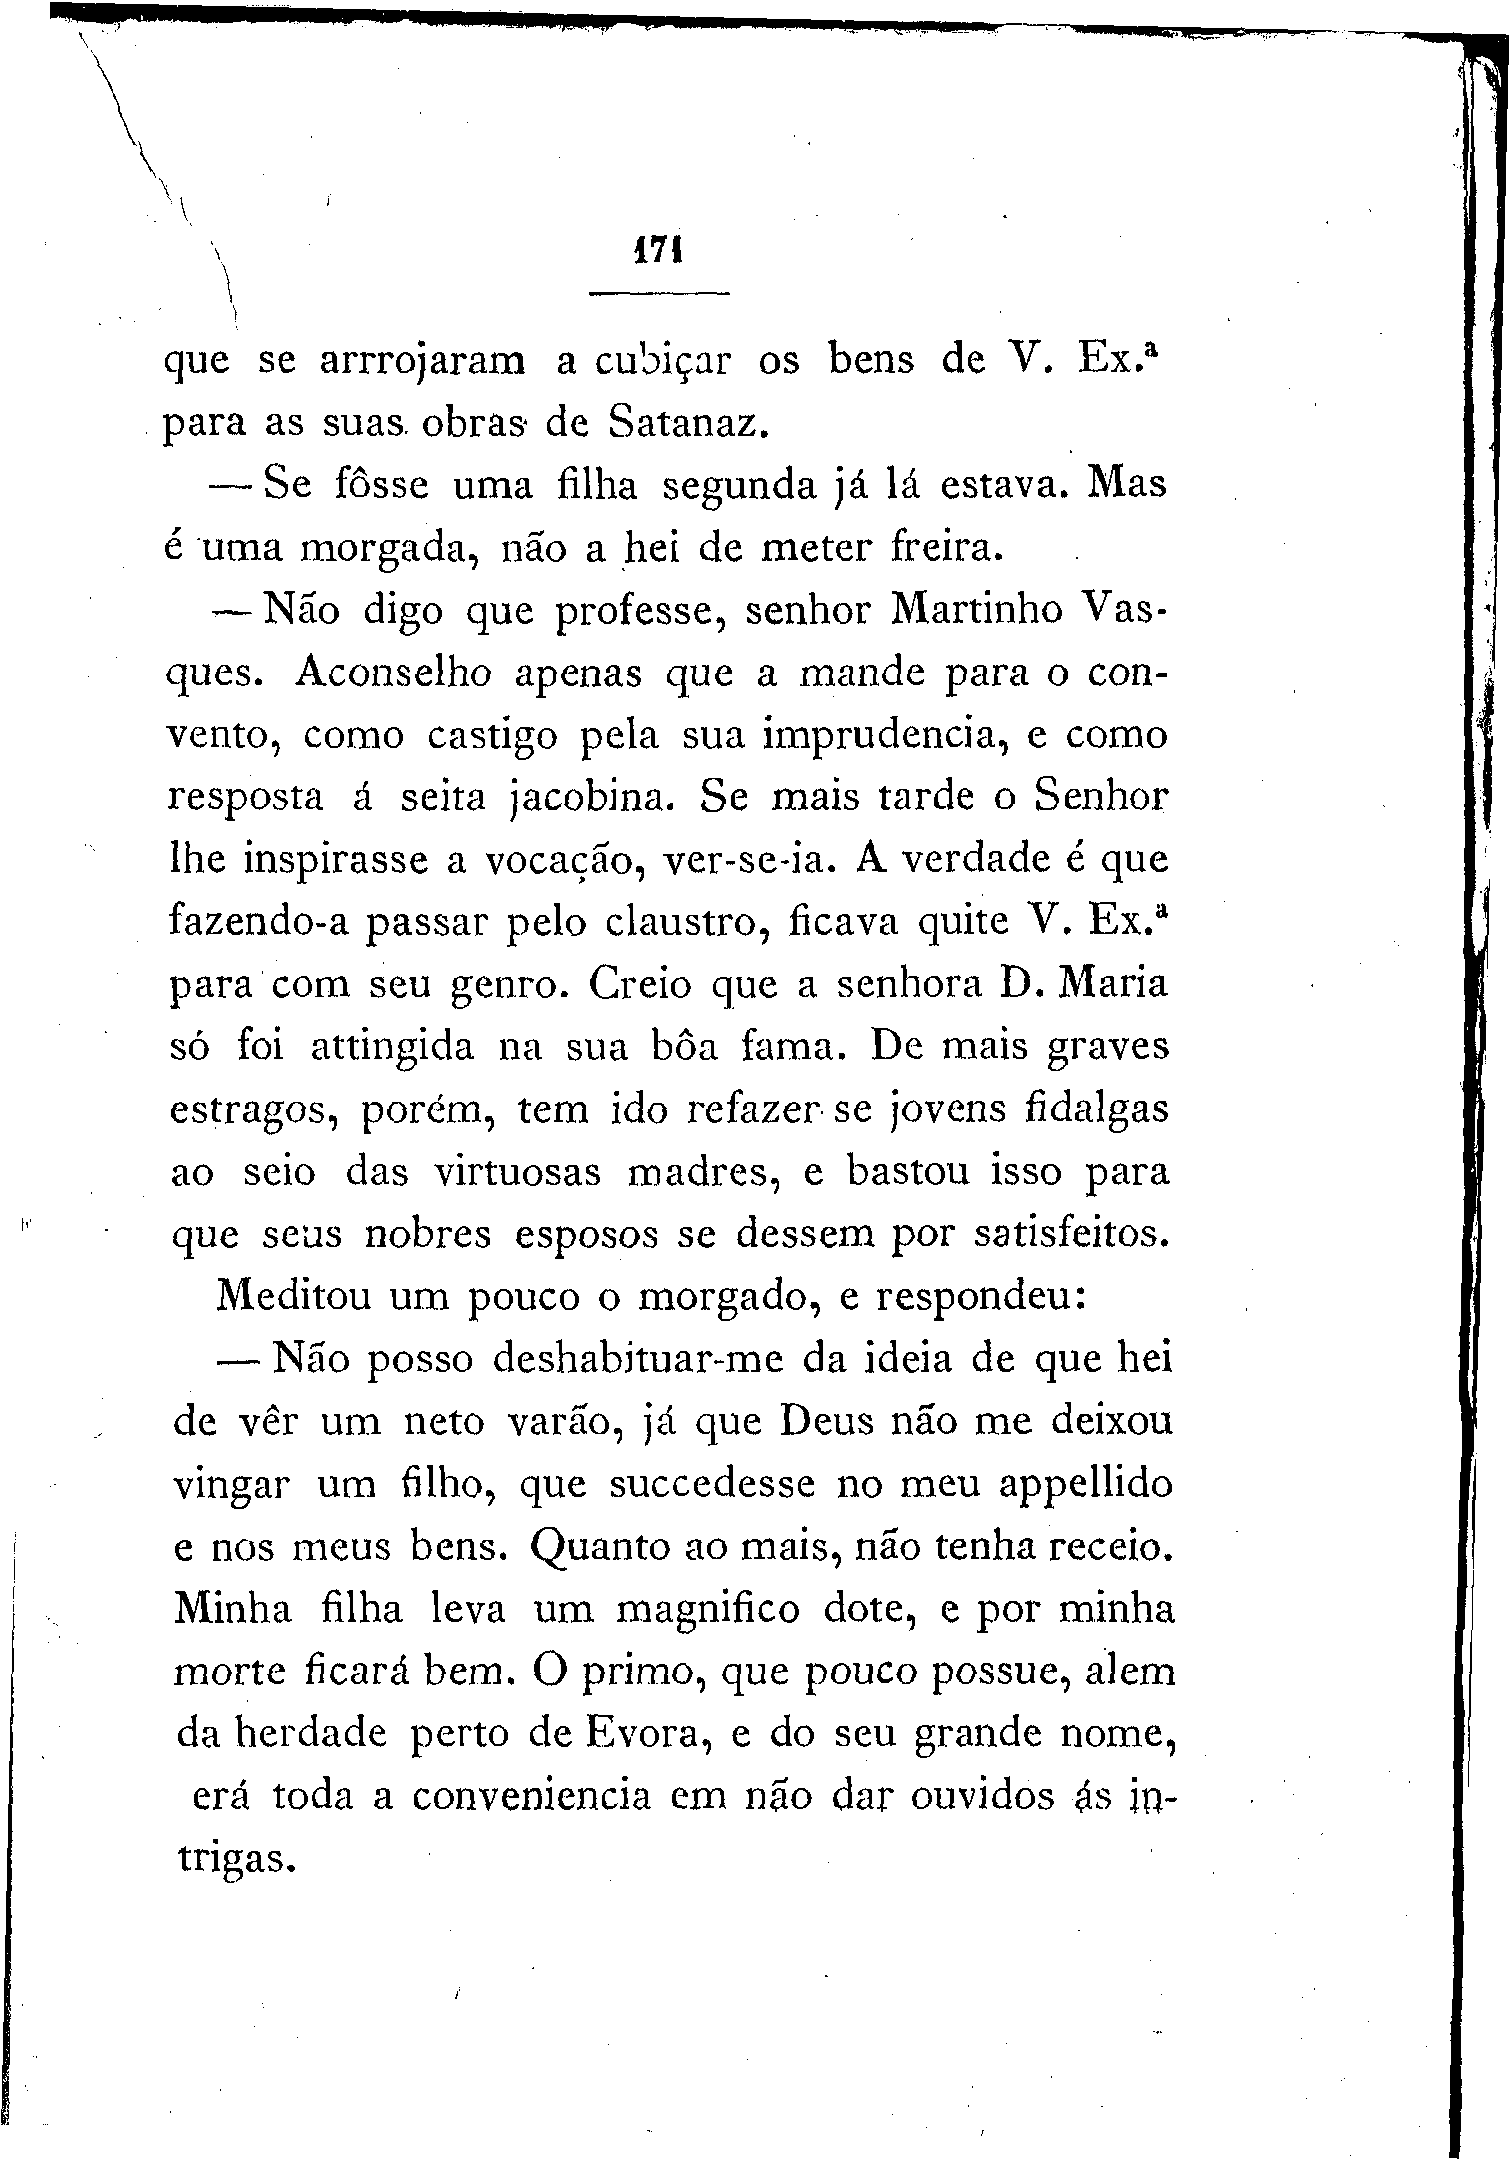 171
que se arrrojaram a cubiçar os bens de V. Ex.ª
para as suas obras de Satanaz.
— Se fôsse uma filha segunda já lá estava. Mas
é uma morgada, não a hei de meter freira.
— Não digo que professe, senhor Martinho Vas-
ques. Aconselho apenas que a mande para o con-
vento, como castigo pela sua imprudencia, e como
resposta á seita jacobina. Se mais tarde o Senhor
lhe inspirasse a vocação, ver-se-ia. A verdade é que
fazendo-a passar pelo claustro, ficava quite V. Ex.ª
para com seu genro. Creio que a senhora D. Maria
só foi attingida na sua bôa fama. De mais graves
estragos, porém, tem ido refazer-se jovens fidalgas
ao seio das virtuosas madres, e bastou isso para
que seus nobres esposos se dessem por satisfeitos.
Meditou um pouco o morgado, e respondeu:
— Não posso deshabituar-me da ideia de que hei
de vêr um neto varão, já que Deus não me deixou
vingar um filho, que succedesse no meu appellido
e nos meus bens. Quanto ao mais, não tenha receio.
Minha filha leva um magnifico dote, e por minha
morte ficará bem. O primo, que pouco possue, alem
da herdade perto de Evora, e do seu grande nome,
erá toda a conveniencia em não dar ouvidos ás in-
trigas.